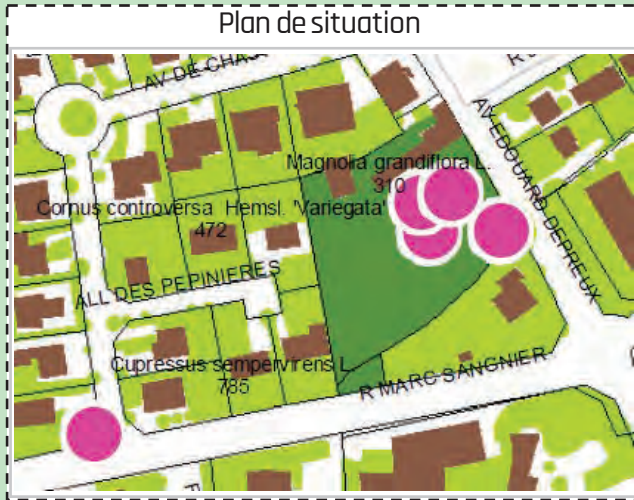 Plan de situation
AV DE CHAS
AV EDOUARD DEPREUX
Magnolia grandiflora L.
310
Cornus controversa Hemsl. 'Variegata'
472
ALL DES PEPINIERES
Cupressus sempervirens L.
785
R MARC SANGNIER